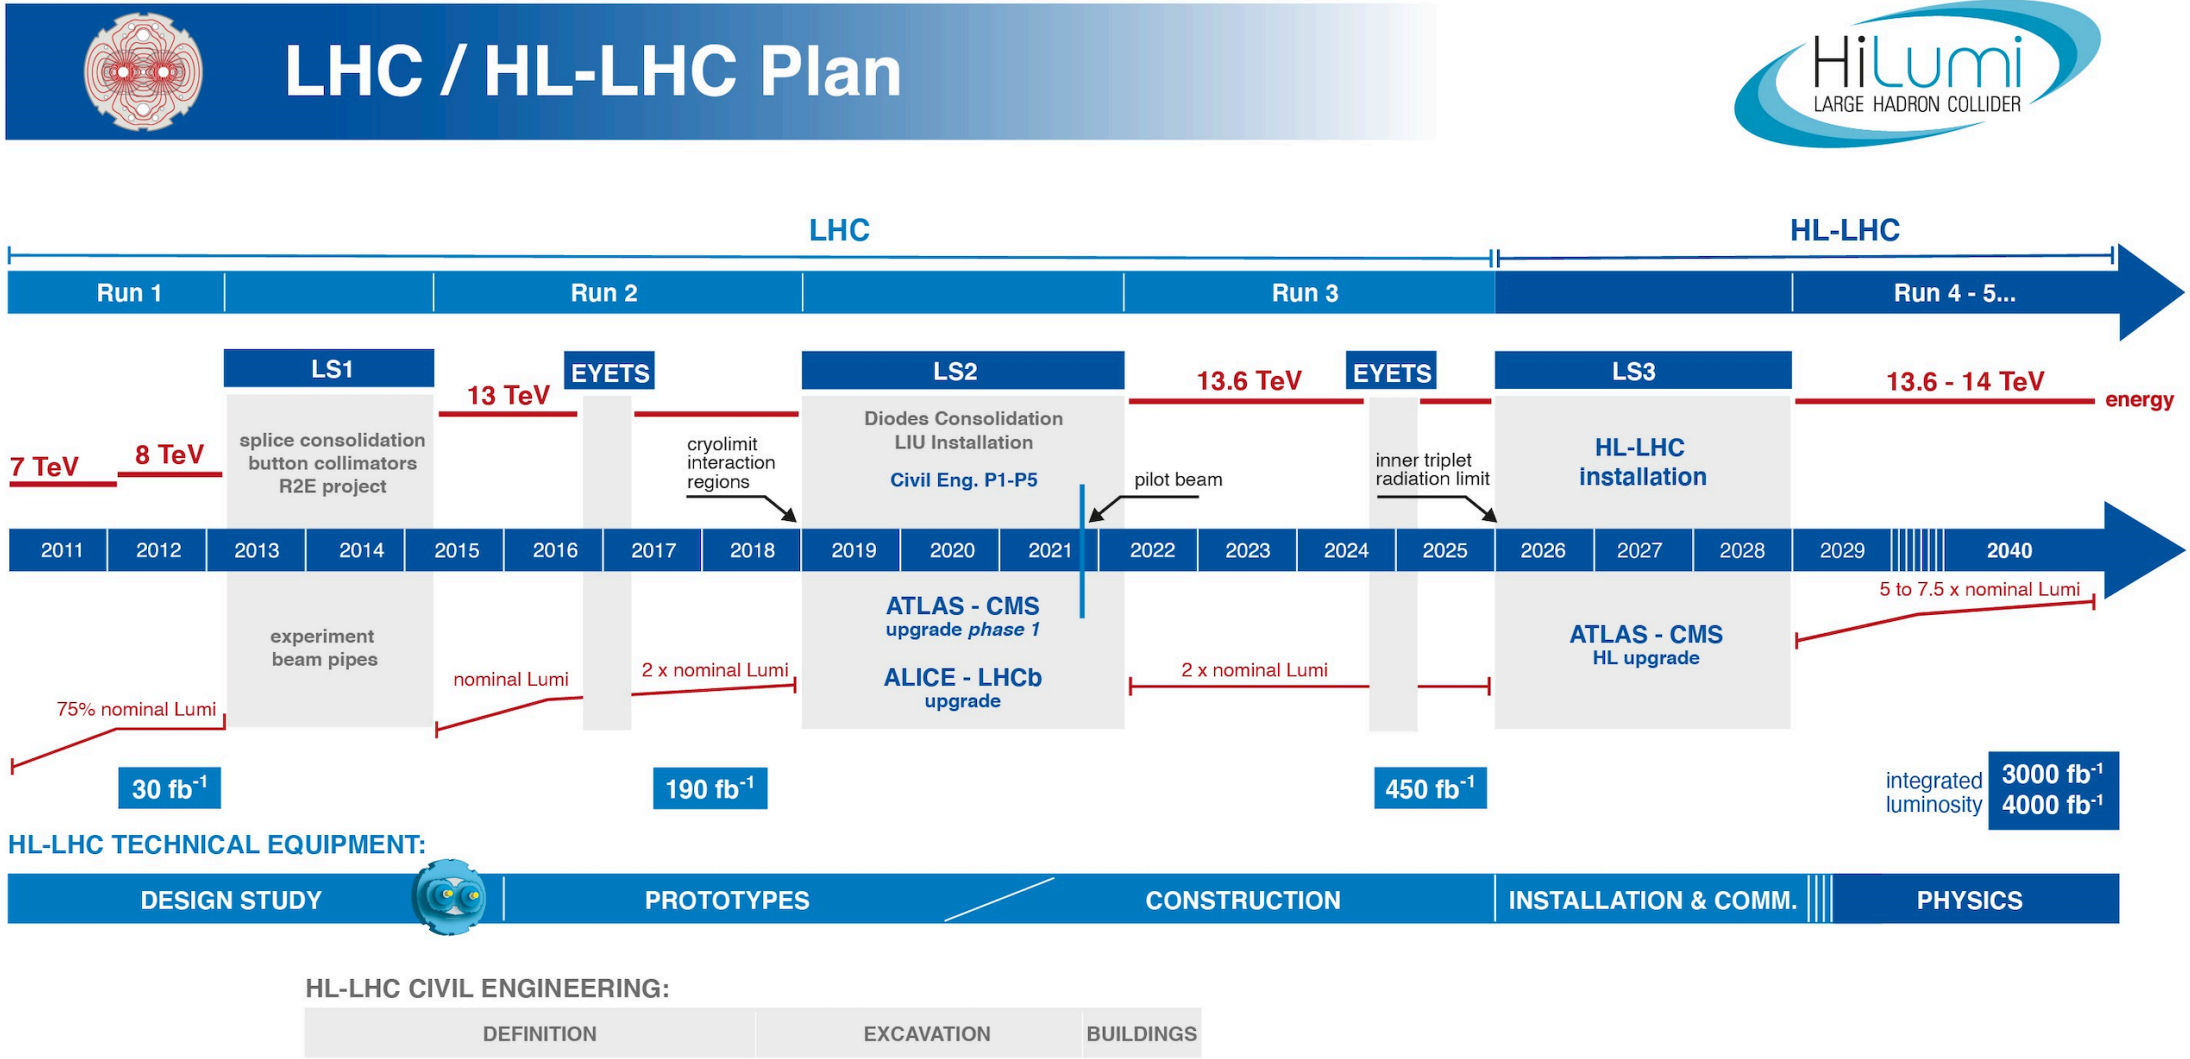 LHC / HL-LHC Plan
HiLumi
LARGE HADRON COLLIDER
LHC
HL-LHC
Run 1
Run 2
Run 3
Run 4 - 5...
LS1
EYETS
LS2
EYETS
LS3
13 TeV
13.6 TeV
13.6 - 14 TeV
energy
7 TeV
8 TeV
splice consolidation
button collimators
R2E project
cryolimit
interaction
regions
Diodes Consolidation
LIU Installation
Civil Eng. P1-P5
pilot beam
inner triplet
radiation limit
HL-LHC
installation
2011
2012
2013
2014
2015
2016
2017
2018
2019
2020
2021
2022
2023
2024
2025
2026
2027
2028
2029
2040
experiment
beam pipes
ATLAS - CMS
upgrade phase 1
ALICE - LHCb
upgrade
ATLAS - CMS
HL upgrade
5 to 7.5 x nominal Lumi
75% nominal Lumi
nominal Lumi
2 x nominal Lumi
2 x nominal Lumi
30 fb⁻¹
190 fb⁻¹
450 fb⁻¹
integrated
luminosity
3000 fb⁻¹
4000 fb⁻¹
HL-LHC TECHNICAL EQUIPMENT:
DESIGN STUDY
PROTOTYPES
CONSTRUCTION
INSTALLATION & COMM.
PHYSICS
HL-LHC CIVIL ENGINEERING:
DEFINITION
EXCAVATION
BUILDINGS